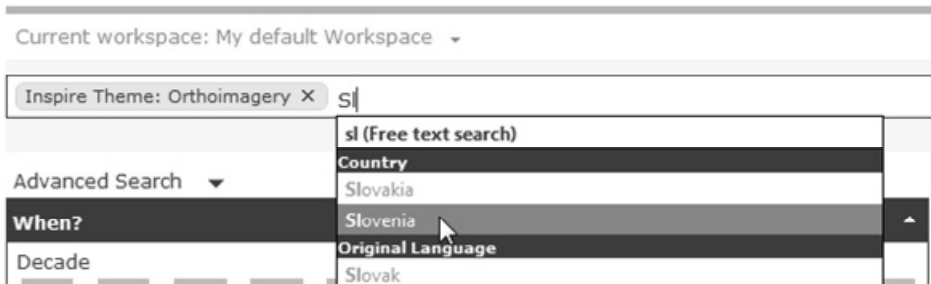 Current workspace: My default Workspace
Inspire Theme: Orthoimagery X Sl
sl (Free text search)
Country
Slovakia
Advanced Search
Slovenia
When?
Original Language
Decade
Slovak